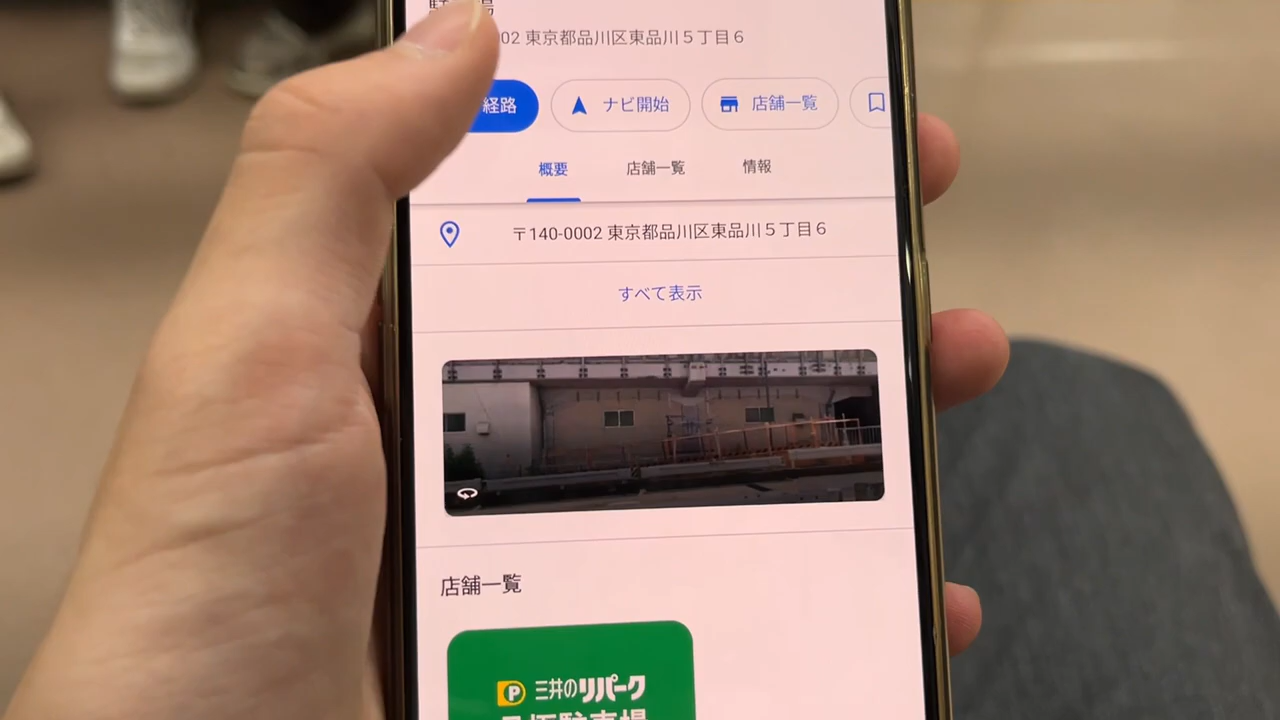 02 東京都品川区東品川5丁目6
経路
ナビ開始
店舗一覧
概要
店舗一覧
情報
〒140-0002 東京都品川区東品川5丁目6
すべて表示
店舗一覧
P 三井のリパーク